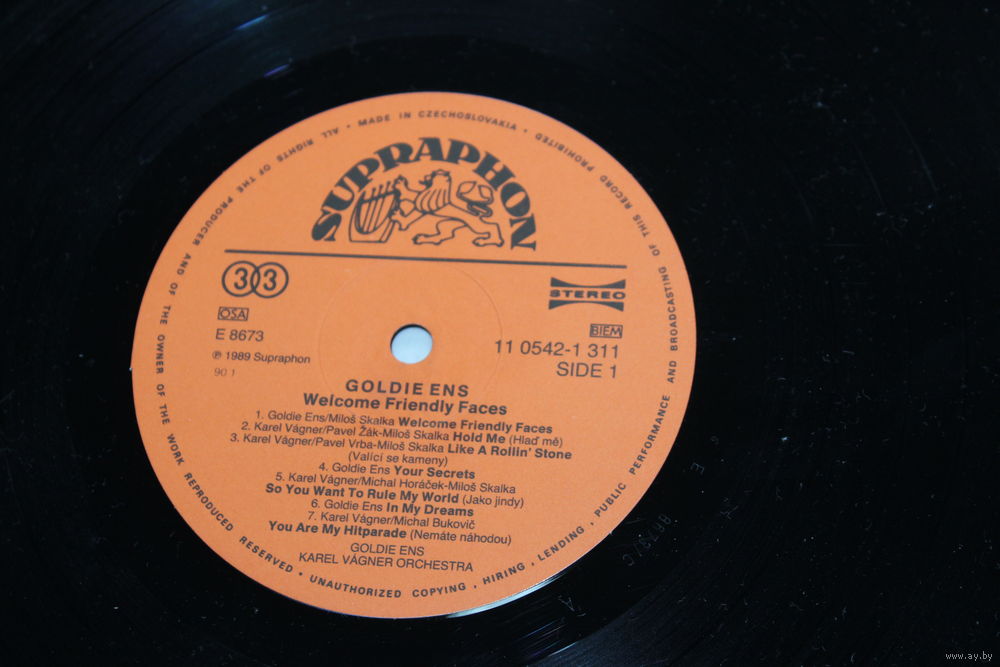 SUPRAPHON
33
STEREO
OSA
BIEM
E 8673
11 0542-1 311
℗ 1989 Supraphon
SIDE 1
90 1
GOLDIE ENS
Welcome Friendly Faces
1. Goldie Ens/Miloš Skalka Welcome Friendly Faces
2. Karel Vágner/Pavel Žák-Miloš Skalka Hold Me (Hlaď mě)
3. Karel Vágner/Pavel Vrba-Miloš Skalka Like A Rollin' Stone
(Valící se kameny)
4. Goldie Ens Your Secrets
5. Karel Vágner/Michal Horáček-Miloš Skalka
So You Want To Rule My World (Jako jindy)
6. Goldie Ens In My Dreams
7. Karel Vágner/Michal Bukovič
You Are My Hitparade (Nemáte náhodou)
GOLDIE ENS
KAREL VÁGNER ORCHESTRA
MADE IN CZECHOSLOVAKIA • ALL RIGHTS OF THE PRODUCER AND OF THE OWNER OF THE WORK REPRODUCED RESERVED • UNAUTHORIZED COPYING, HIRING, LENDING, PUBLIC PERFORMANCE AND BROADCASTING OF THIS RECORD PROHIBITED •
www.ay.by